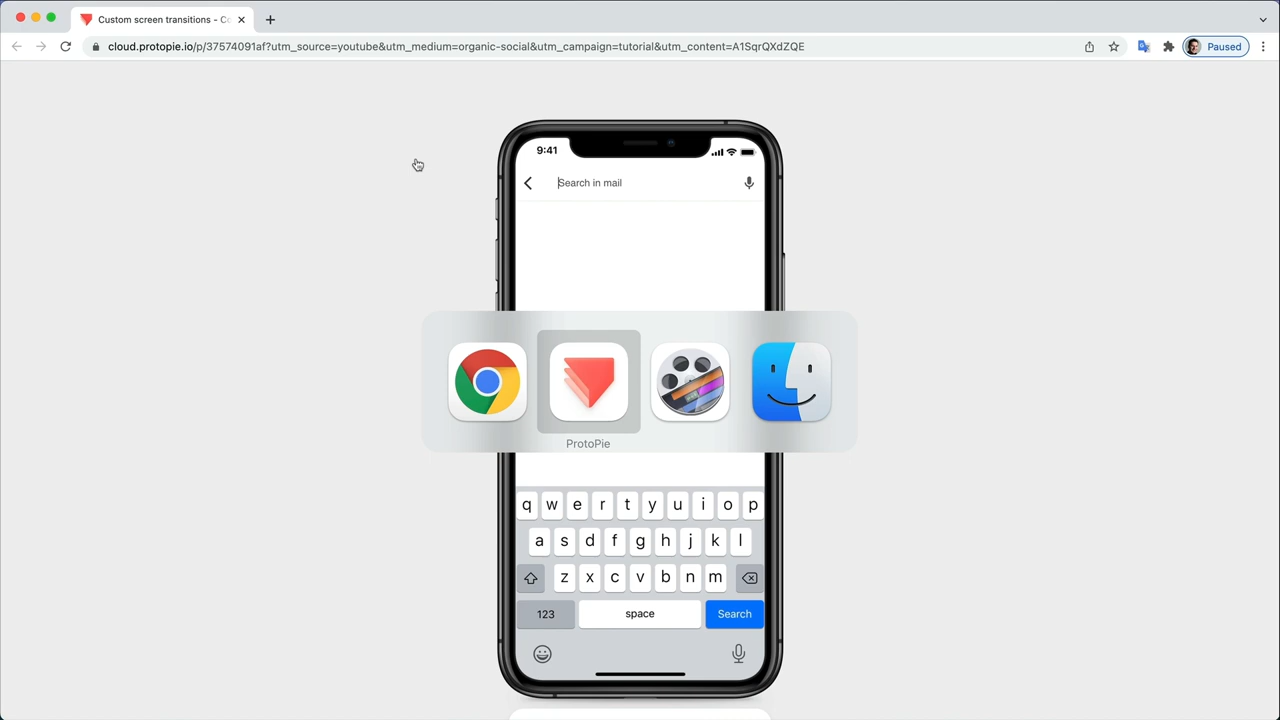 Custom screen transitions - Co
cloud.protopie.io/p/37574091af?utm_source=youtube&utm_medium=organic-social&utm_campaign=tutorial&utm_content=A1SqrQXdZQE
Paused
9:41
Search in mail
ProtoPie
q w e r t y u i o p
a s d f g h j k l
z x c v b n m
123 space Search